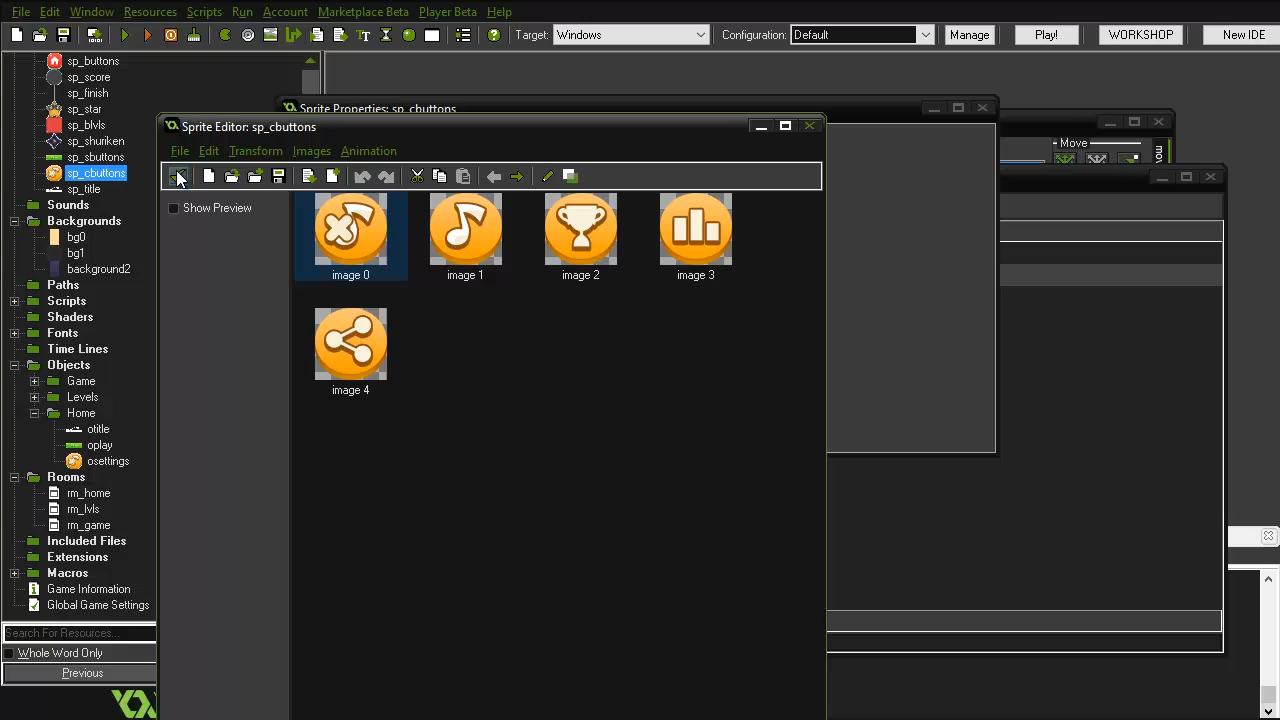 File Edit Window Resources Scripts Run Account Marketplace Beta Player Beta Help
Target: Windows Configuration: Default Manage Play! WORKSHOP New IDE
sp_buttons
sp_score
sp_finish
sp_star
sp_blvls
sp_shuriken
sp_sbuttons
sp_cbuttons
sp_title
Sounds
Backgrounds
bg0
bg1
background2
Paths
Scripts
Shaders
Fonts
Time Lines
Objects
Game
Levels
Home
otitle
oplay
osettings
Rooms
rm_home
rm_lvls
rm_game
Included Files
Extensions
Macros
Game Information
Global Game Settings
Search For Resources...
Whole Word Only
Previous
Sprite Properties: sp_cbuttons
Sprite Editor: sp_cbuttons
File Edit Transform Images Animation
Show Preview
image 0 image 1 image 2 image 3
image 4
Move
move